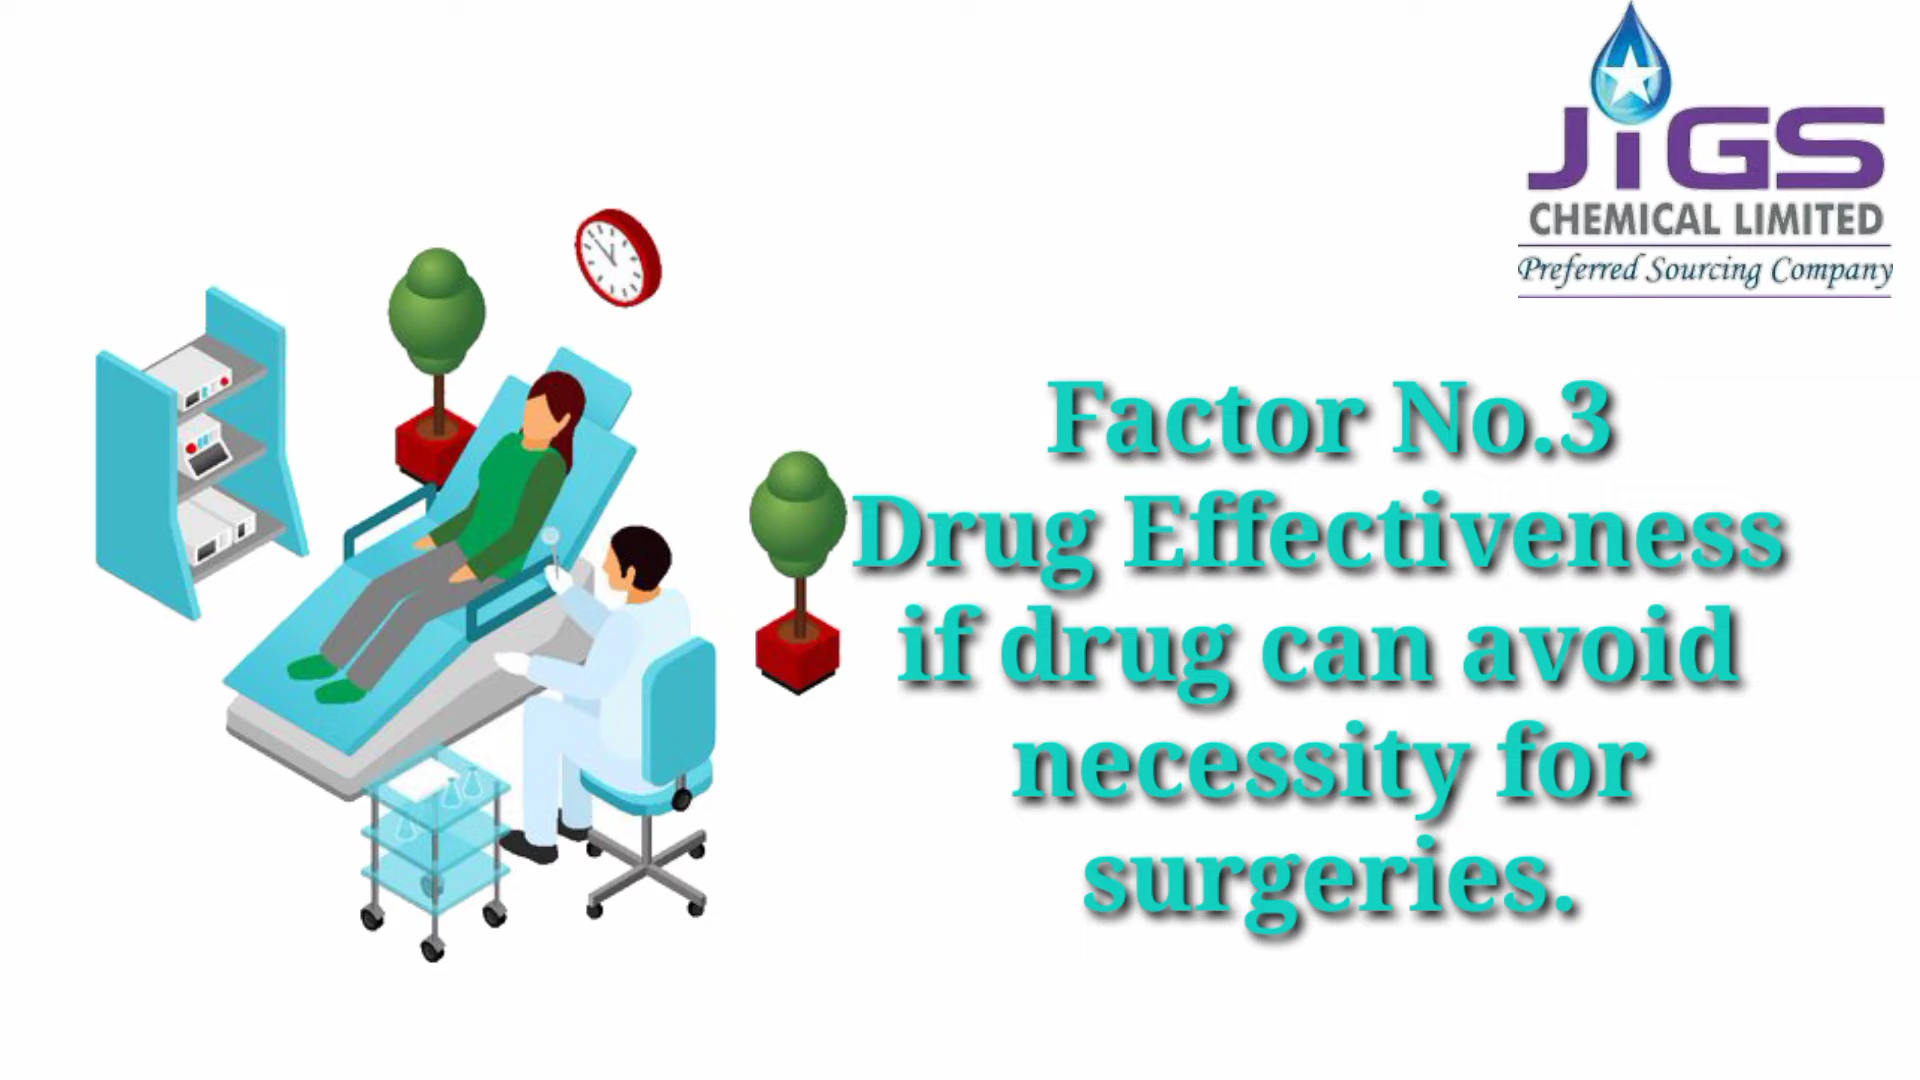 JiGS
CHEMICAL LIMITED
Preferred Sourcing Company
Factor No.3
Drug Effectiveness
if drug can avoid
necessity for
surgeries.